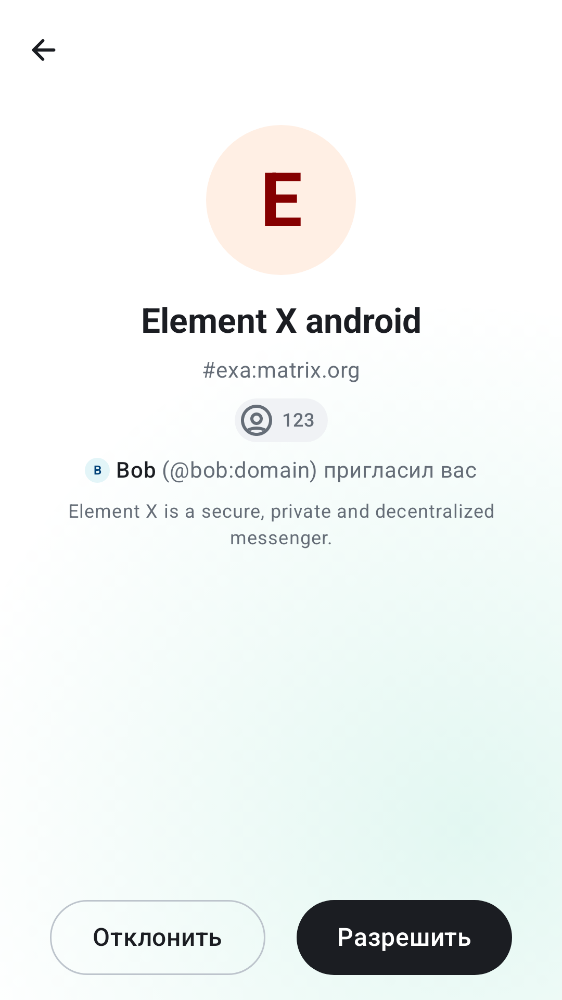 E
Element X android
#exa:matrix.org
123
B Bob (@bob:domain) пригласил вас
Element X is a secure, private and decentralized
messenger.
Отклонить
Разрешить